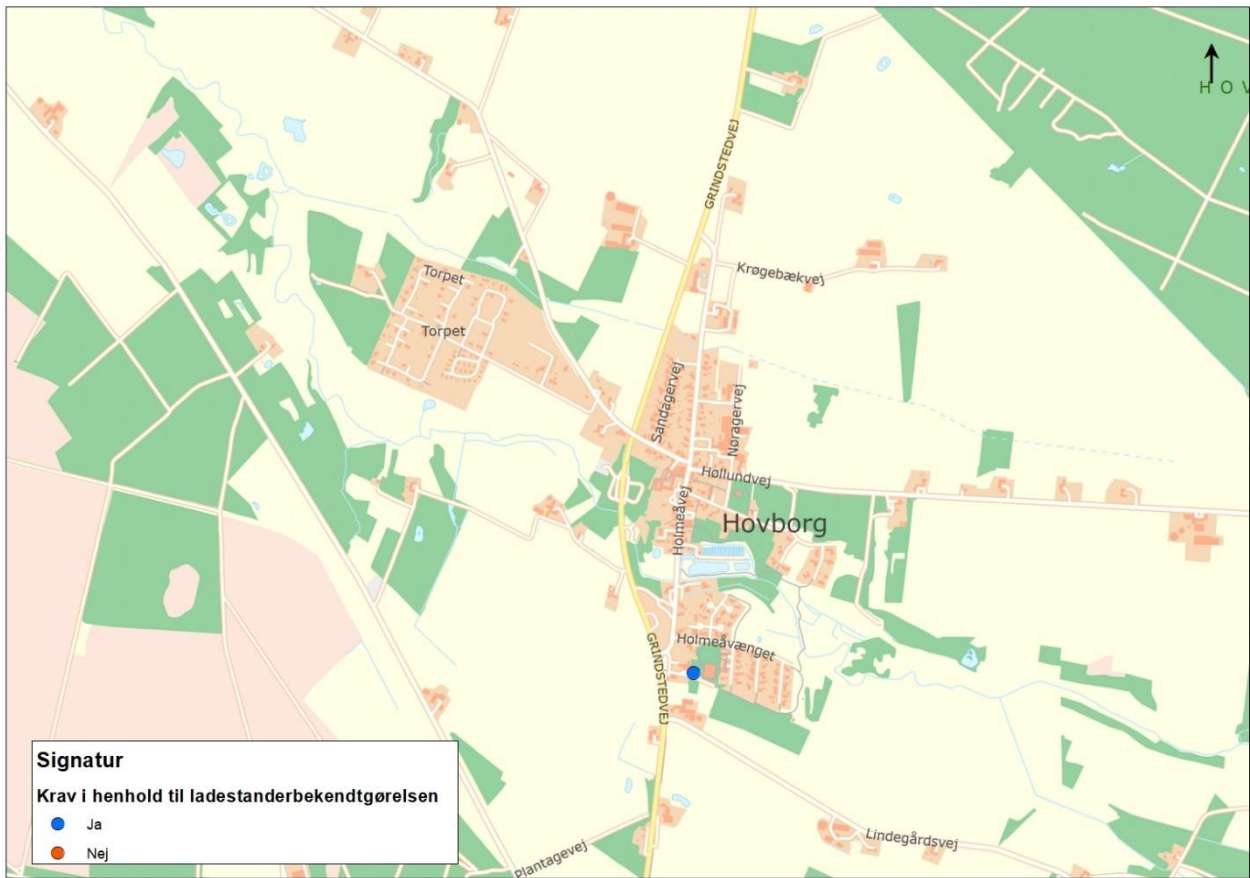 H O V
GRINDSTEDVEJ
Krøgebækvej
Torpet
Torpet
Sandagervej
Nøragervej
Høllundvej
Holmeåvej
Hovborg
Holmeåvænget
GRINDSTEDVEJ
Lindegårdsvej
Plantagevej
Signatur
Krav i henhold til ladestanderbekendtgørelsen
Ja
Nej